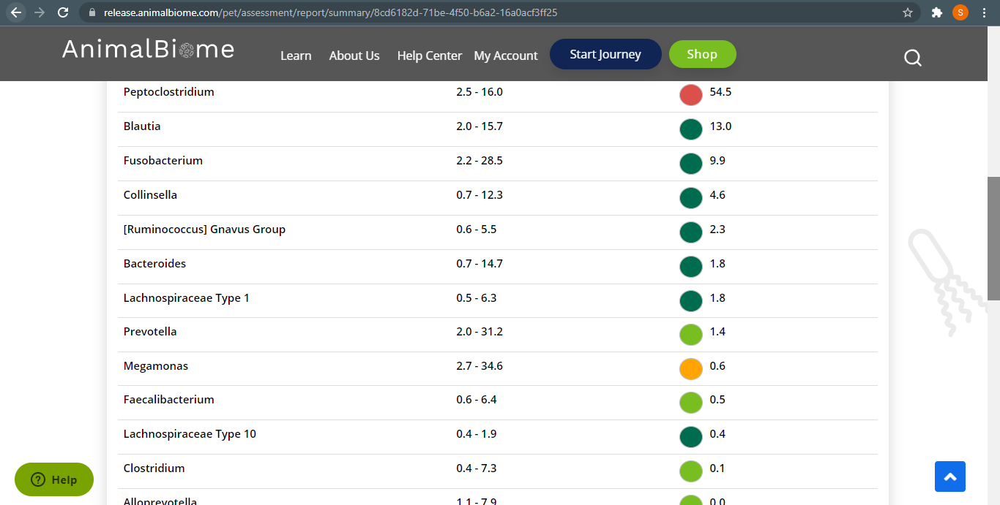 release.animalbiome.com/pet/assessment/report/summary/8cd6182d-71be-4f50-b6a2-16a0acf3ff25
S
AnimalBiome
Learn About Us Help Center My Account Start Journey Shop
Peptoclostridium 2.5 - 16.0 54.5
Blautia 2.0 - 15.7 13.0
Fusobacterium 2.2 - 28.5 9.9
Collinsella 0.7 - 12.3 4.6
[Ruminococcus] Gnavus Group 0.6 - 5.5 2.3
Bacteroides 0.7 - 14.7 1.8
Lachnospiraceae Type 1 0.5 - 6.3 1.8
Prevotella 2.0 - 31.2 1.4
Megamonas 2.7 - 34.6 0.6
Faecalibacterium 0.6 - 6.4 0.5
Lachnospiraceae Type 10 0.4 - 1.9 0.4
Clostridium 0.4 - 7.3 0.1
Alloprevotella 1.1 - 7.9 0.0
? Help